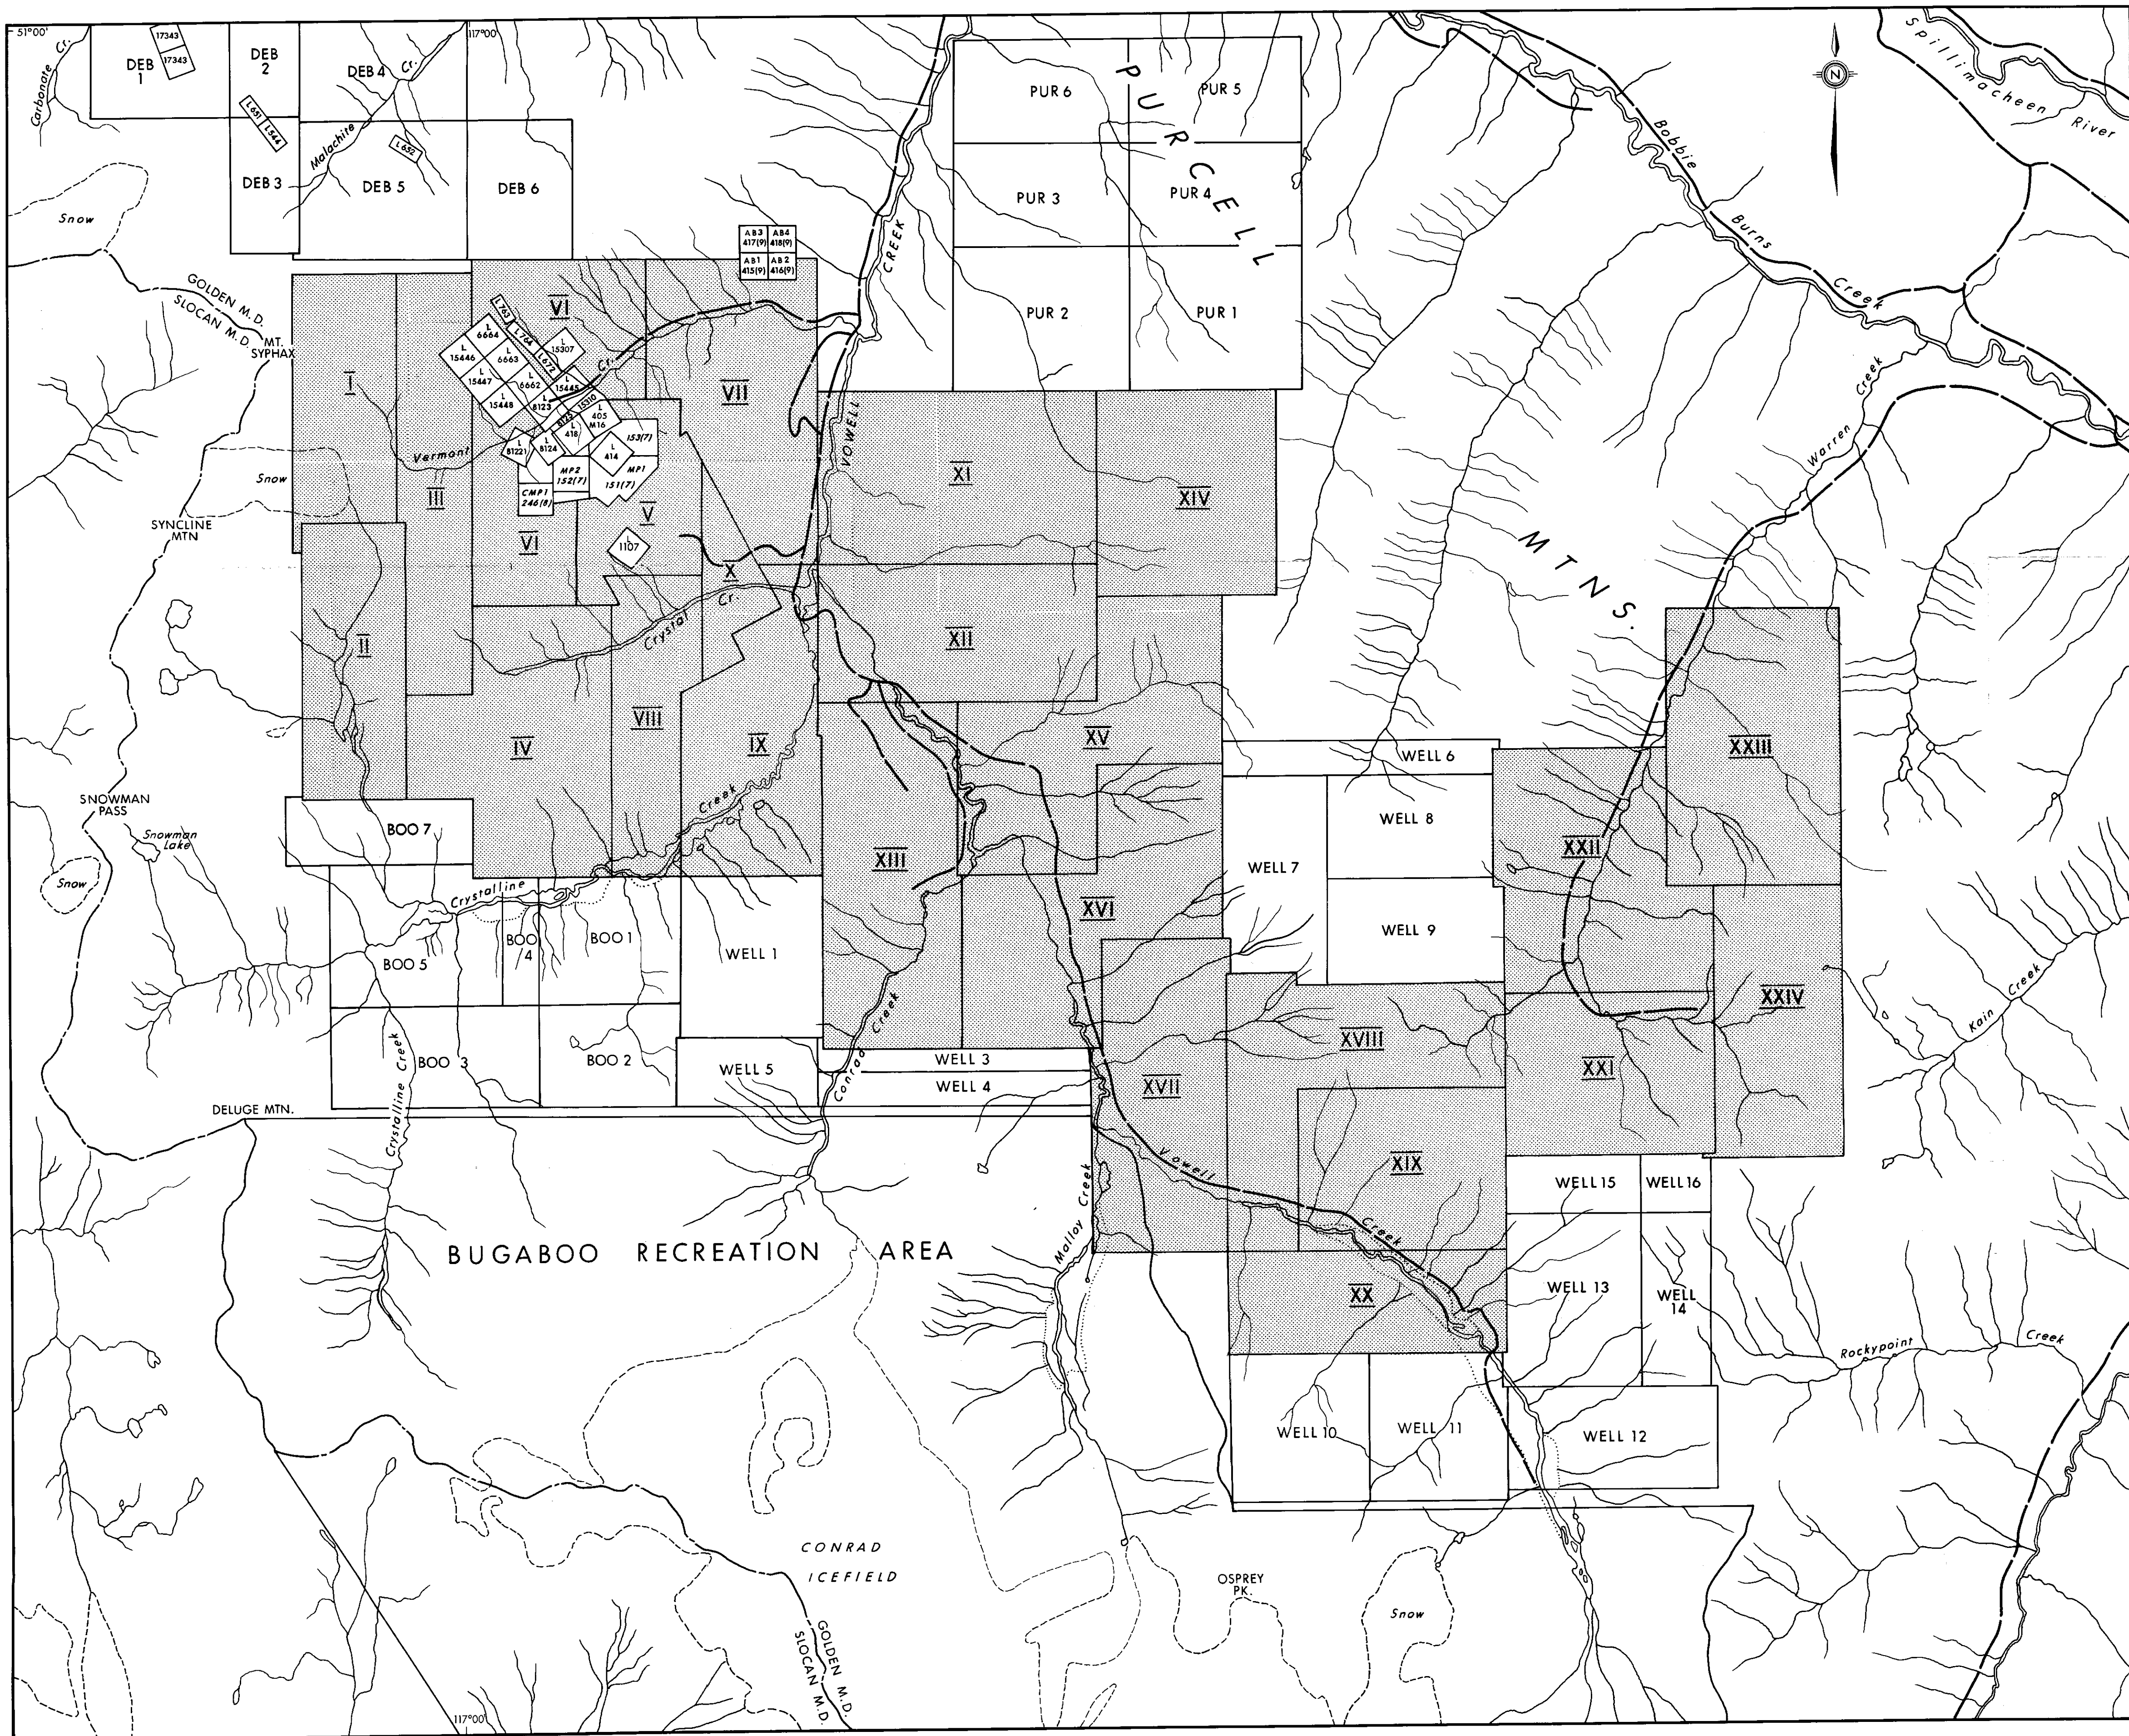 51°00'
117°00'
Carbonate Cr.
DEB
1
17343
17343
DEB
2
DEB 4
Cr.
Malachite
L651
L544
L652
DEB 3
DEB 5
DEB 6
Snow
PUR 6
PUR 5
PUR 3
PUR 4
PUR 2
PUR 1
PURCELL
MTNS.
Spillimacheen River
N
Bobbie Burns Creek
GOLDEN M.D.
SLOCAN M.D.
MT.
SYPHAX
AB3
417(9)
AB4
418(9)
AB1
415(9)
AB2
416(9)
VOWELL CREEK
I
VI
VII
L763
L764
L672
L
6664
L
15307
L
15446
L
6663
L
15447
L
6662
L
15445
L
15448
L
8123
15310
L
405
M16
L
418
L
8124
L
81221
L
414
153(7)
MP2
152(7)
MP1
151(7)
CMP1
246(8)
Vermont
Cr.
Snow
SYNCLINE
MTN
III
VI
V
L
1107
X
XI
XIV
Warren Creek
Crystal Cr.
II
XII
IV
VIII
IX
XV
XXIII
WELL 6
SNOWMAN
PASS
Snowman
Lake
BOO 7
Creek
WELL 8
XXII
XIII
WELL 7
Snow
Crystalline
XVI
WELL 9
BOO
4
BOO 1
BOO 5
WELL 1
XXIV
Kain Creek
XVIII
BOO 3
BOO 2
WELL 5
WELL 3
WELL 4
Conrad Creek
XVII
XXI
DELUGE MTN.
Crystalline Creek
XIX
Vowell Creek
WELL 15
WELL 16
Malloy Creek
BUGABOO RECREATION AREA
XX
WELL 13
WELL
14
Rockypoint Creek
WELL 10
WELL 11
WELL 12
CONRAD
ICEFIELD
OSPREY
PK.
Snow
GOLDEN M.D.
SLOCAN M.D.
117°00'